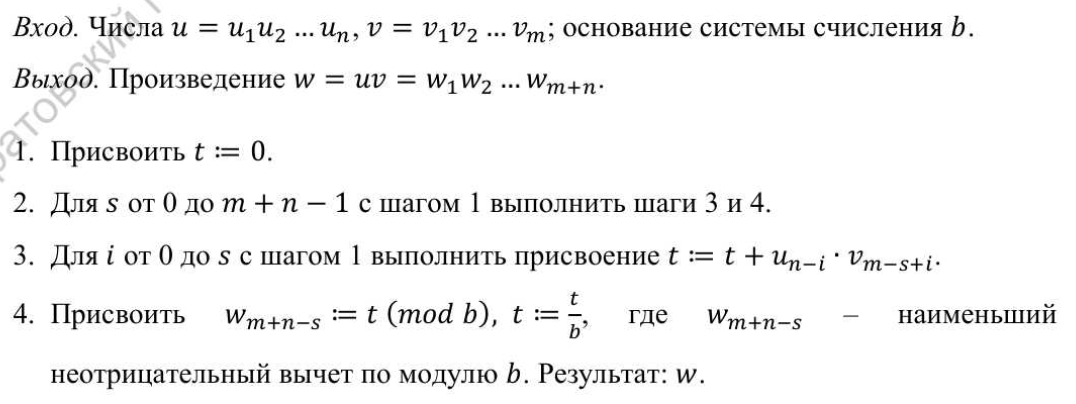 Вход. Числа u = u₁u₂ … uₙ, v = v₁v₂ … vₘ; основание системы счисления b.
Выход. Произведение w = uv = w₁w₂ … wₘ₊ₙ.
1. Присвоить t ≔ 0.
2. Для s от 0 до m + n − 1 с шагом 1 выполнить шаги 3 и 4.
3. Для i от 0 до s с шагом 1 выполнить присвоение t ≔ t + uₙ₋ᵢ · vₘ₋ₛ₊ᵢ.
4. Присвоить wₘ₊ₙ₋ₛ ≔ t (mod b), t ≔ t/b, где wₘ₊ₙ₋ₛ – наименьший
неотрицательный вычет по модулю b. Результат: w.